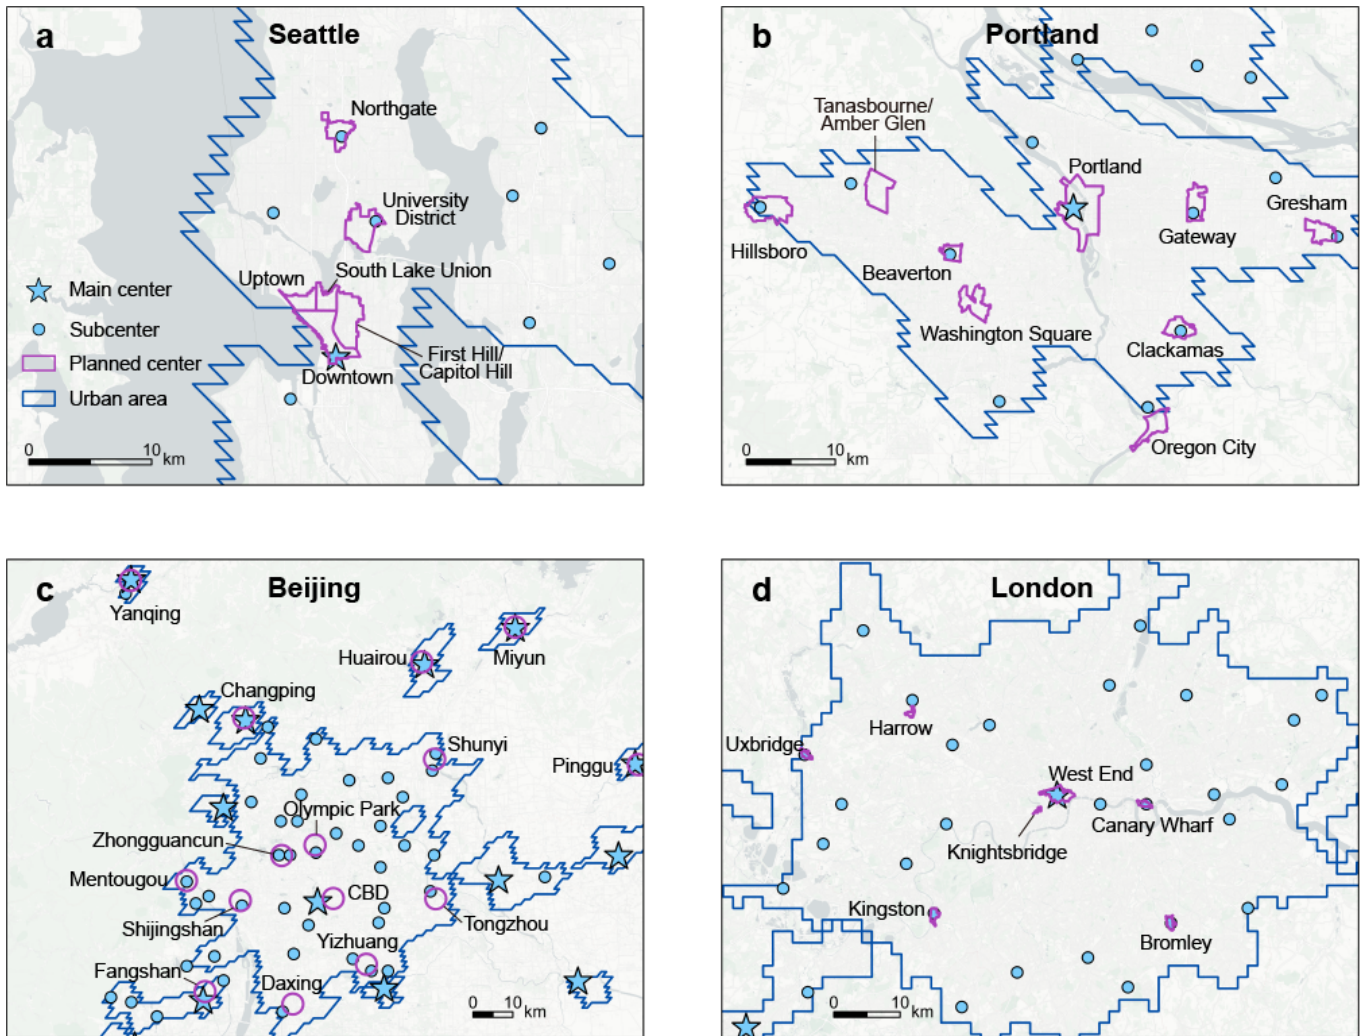 a
Seattle
Northgate
University
District
South Lake Union
Uptown
Main center
Subcenter
Planned center
Urban area
First Hill/
Capitol Hill
Downtown
0
10
km
b
Portland
Tanasbourne/
Amber Glen
Portland
Gresham
Hillsboro
Gateway
Beaverton
Washington Square
Clackamas
Oregon City
0
10
km
c
Beijing
Yanqing
Huairou
Miyun
Changping
Shunyi
Pinggu
Olympic Park
Zhongguancun
Mentougou
CBD
Shijingshan
Tongzhou
Yizhuang
Fangshan
Daxing
0
10
km
d
London
Harrow
Uxbridge
West End
Canary Wharf
Knightsbridge
Kingston
Bromley
0
10
km